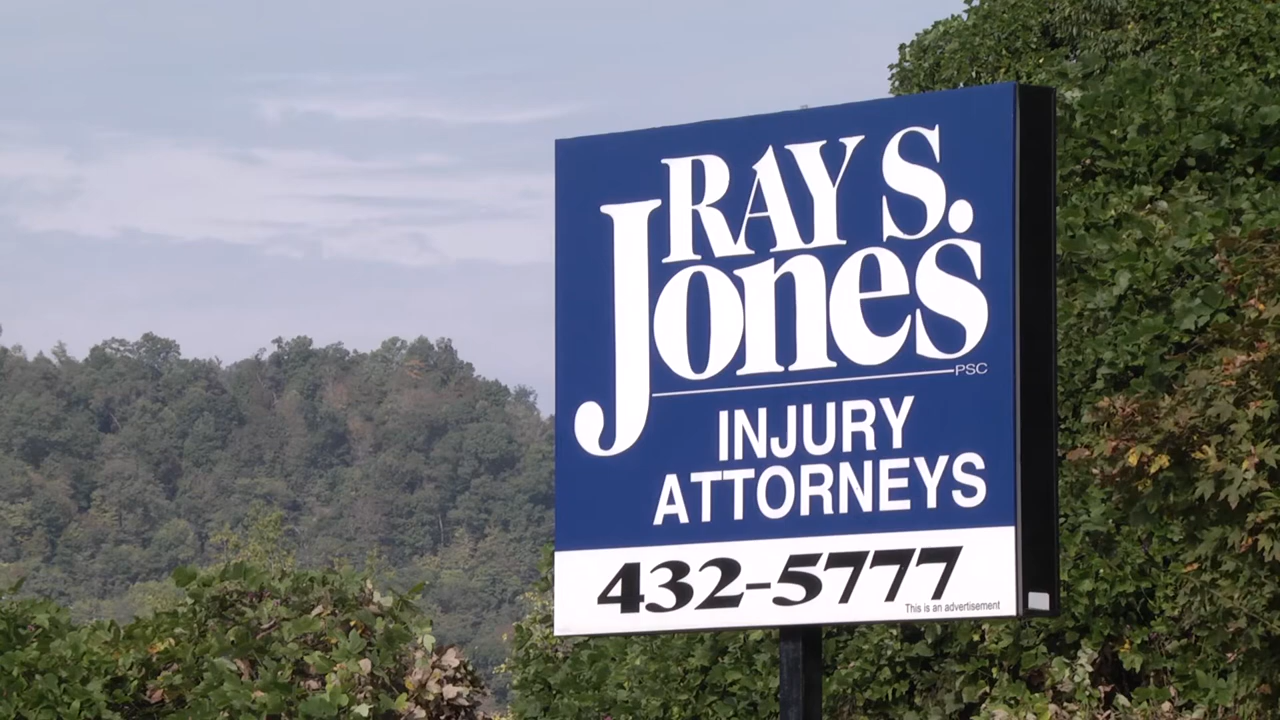 RAY S.
Jones
PSC
INJURY
ATTORNEYS
432-5777
This is an advertisement